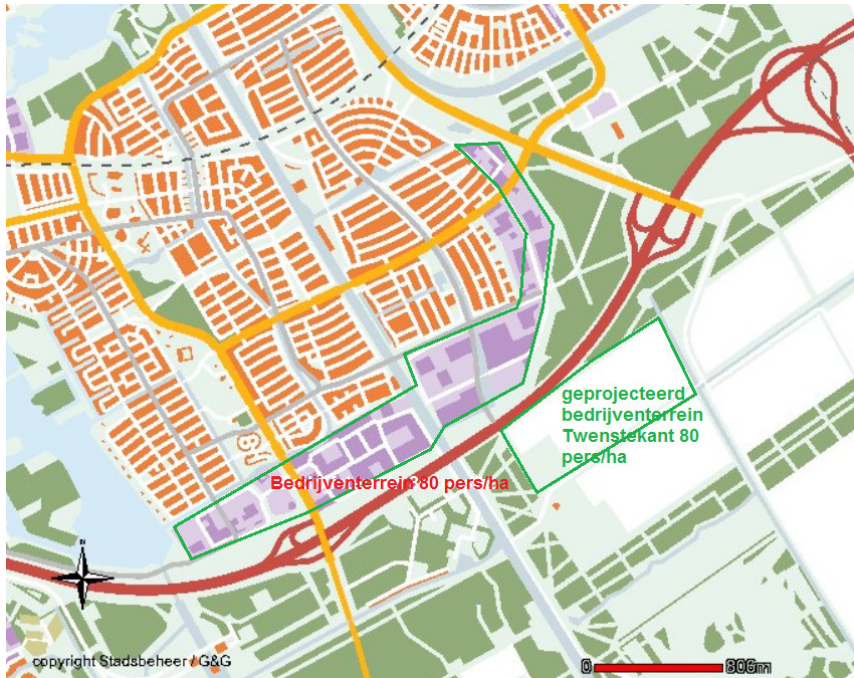 geprojecteerd
bedrijventerrein
Twenstekant 80
pers/ha
Bedrijventerrein 80 pers/ha
N
copyright Stadsbeheer / G&G
0 806m